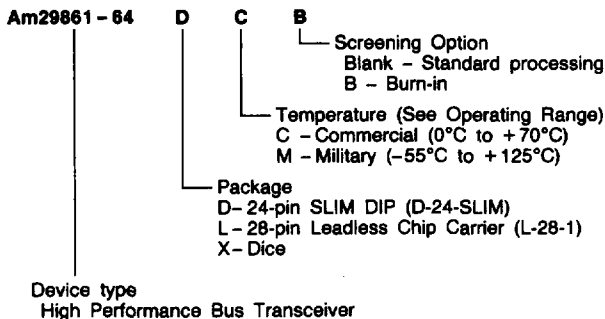 Am29861 – 64 D C B
Screening Option
Blank – Standard processing
B – Burn-in
Temperature (See Operating Range)
C – Commercial (0°C to +70°C)
M – Military (–55°C to +125°C)
Package
D– 24-pin SLIM DIP (D-24-SLIM)
L – 28-pin Leadless Chip Carrier (L-28-1)
X– Dice
Device type
High Performance Bus Transceiver